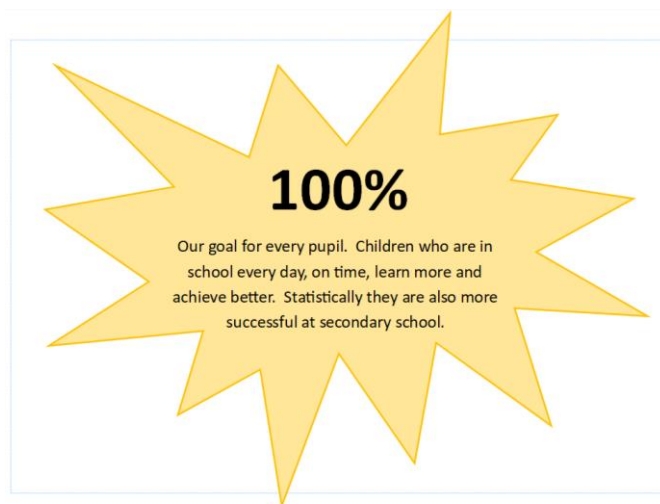 100%
Our goal for every pupil.  Children who are in
school every day, on time, learn more and
achieve better.  Statistically they are also more
successful at secondary school.